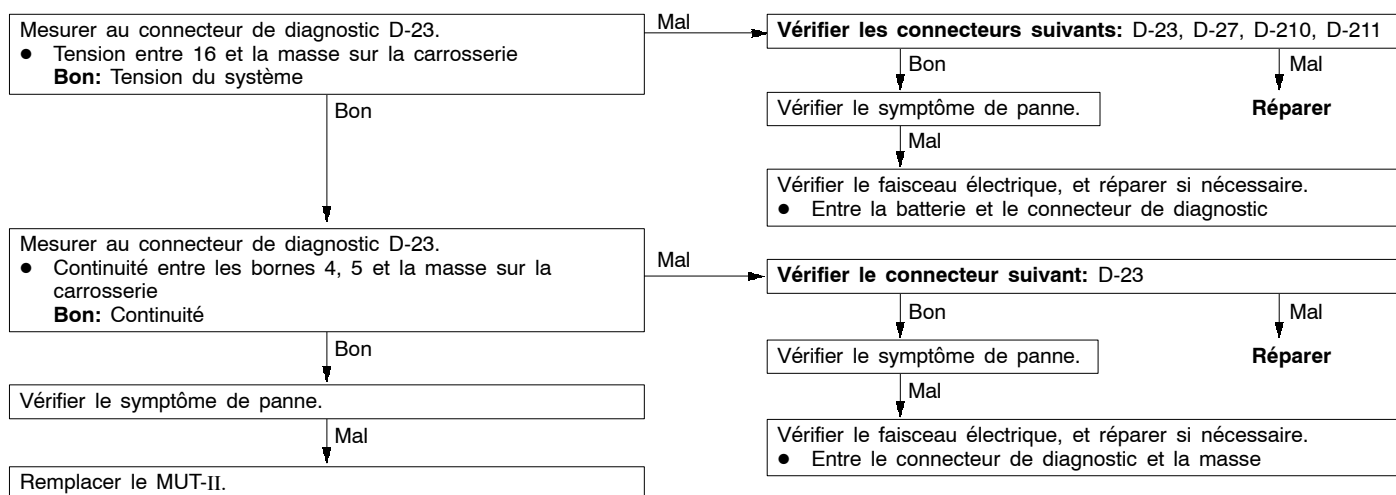 Mesurer au connecteur de diagnostic D-23.
● Tension entre 16 et la masse sur la carrosserie
Bon: Tension du système
Mal
Vérifier les connecteurs suivants: D-23, D-27, D-210, D-211
Bon
Mal
Vérifier le symptôme de panne.
Réparer
Mal
Vérifier le faisceau électrique, et réparer si nécessaire.
● Entre la batterie et le connecteur de diagnostic
Bon
Mesurer au connecteur de diagnostic D-23.
● Continuité entre les bornes 4, 5 et la masse sur la
carrosserie
Bon: Continuité
Mal
Vérifier le connecteur suivant: D-23
Bon
Mal
Vérifier le symptôme de panne.
Réparer
Mal
Vérifier le faisceau électrique, et réparer si nécessaire.
● Entre le connecteur de diagnostic et la masse
Bon
Vérifier le symptôme de panne.
Mal
Remplacer le MUT-II.